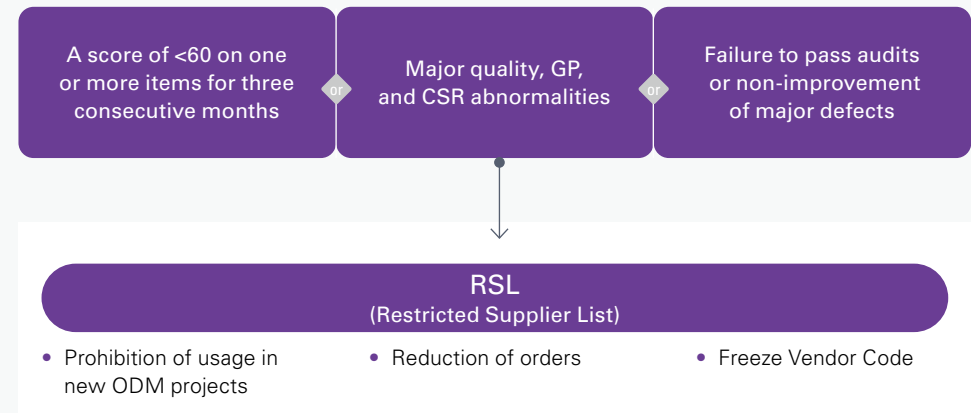 A score of <60 on one
or more items for three
consecutive months
or
Major quality, GP,
and CSR abnormalities
or
Failure to pass audits
or non-improvement
of major defects
RSL
(Restricted Supplier List)
• Prohibition of usage in
new ODM projects
• Reduction of orders
• Freeze Vendor Code